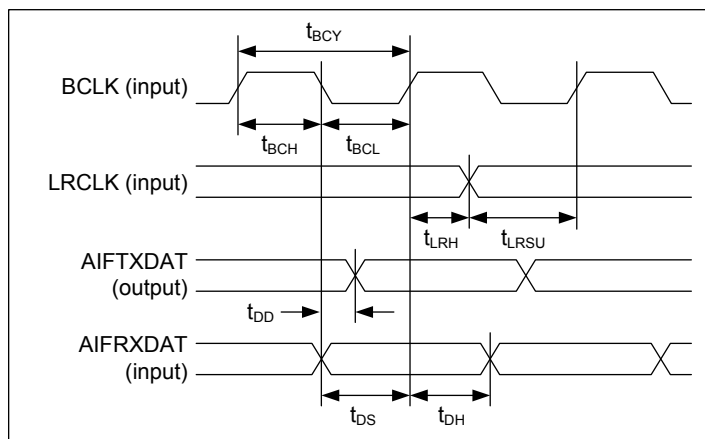 tBCY
BCLK (input)
tBCH
tBCL
LRCLK (input)
tLRH
tLRSU
AIFTXDAT
(output)
tDD
AIFRXDAT
(input)
tDS
tDH